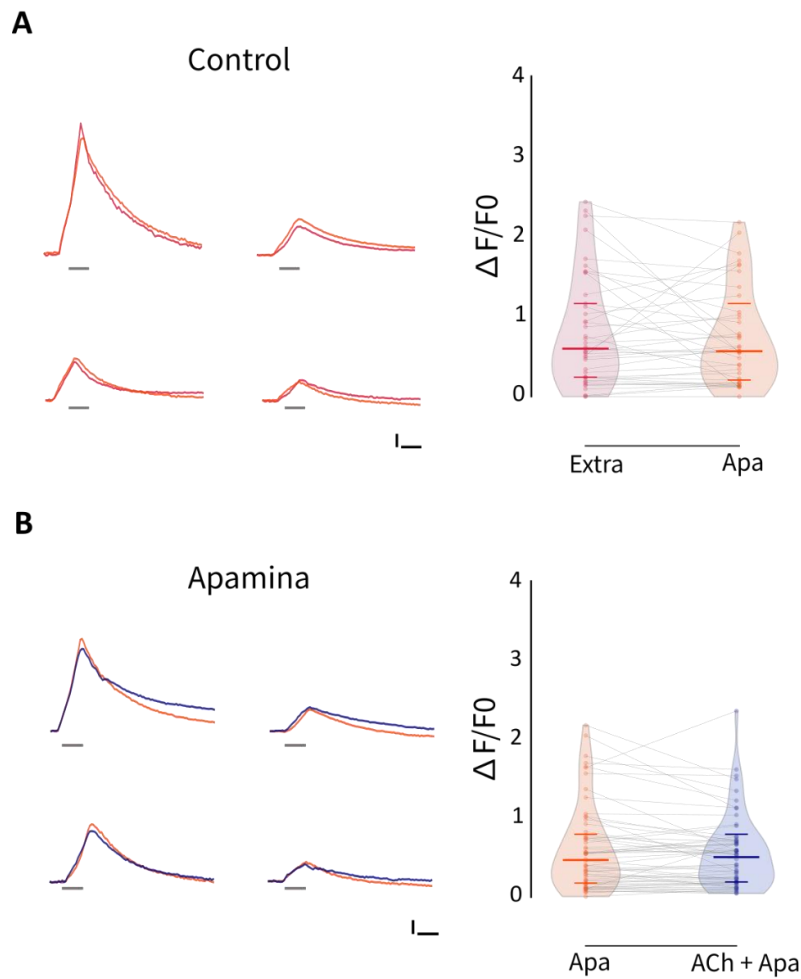 A
Control
4
3
ΔF/F0
2
1
0
Extra
Apa
B
Apamina
4
3
ΔF/F0
2
1
0
Apa
ACh + Apa